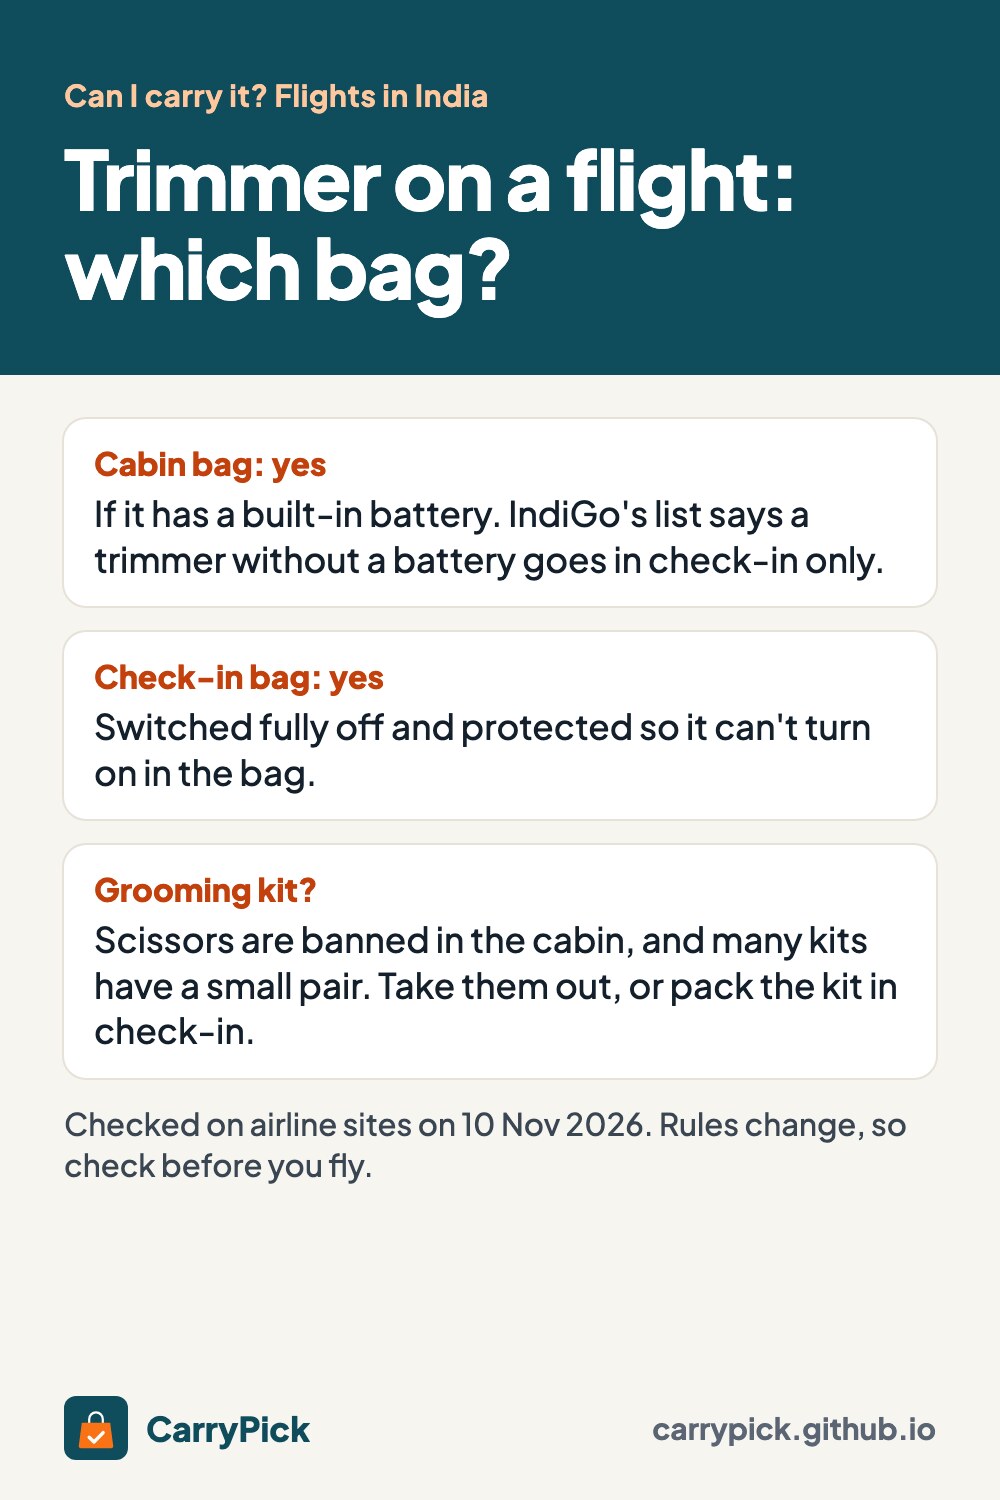 Can I carry it? Flights in India
Trimmer on a flight:
which bag?
Cabin bag: yes
If it has a built-in battery. IndiGo's list says a
trimmer without a battery goes in check-in only.
Check-in bag: yes
Switched fully off and protected so it can't turn
on in the bag.
Grooming kit?
Scissors are banned in the cabin, and many kits
have a small pair. Take them out, or pack the kit in
check-in.
Checked on airline sites on 10 Nov 2026. Rules change, so
check before you fly.
CarryPick
carrypick.github.io